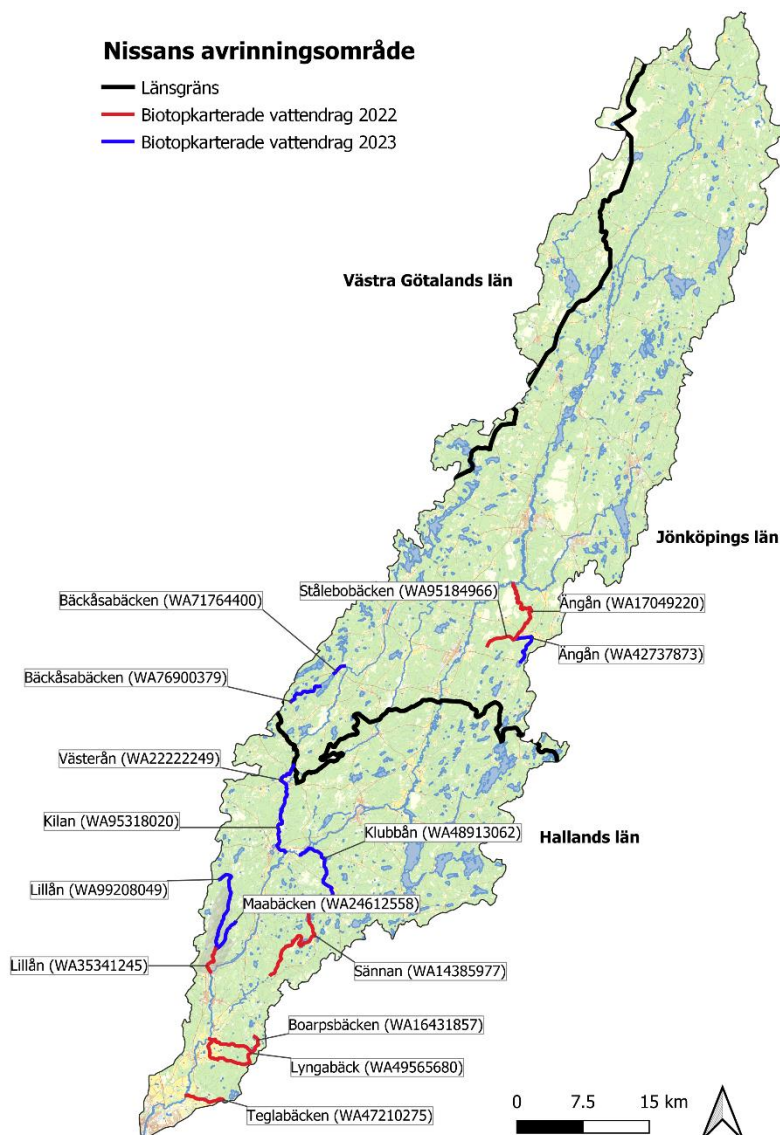 Nissans avrinningsområde
Länsgräns
Biotopkarterade vattendrag 2022
Biotopkarterade vattendrag 2023
Västra Götalands län
Jönköpings län
Stålebobäcken (WA95184966)
Bäckåsabäcken (WA71764400)
Ängån (WA17049220)
Ängån (WA42737873)
Bäckåsabäcken (WA76900379)
Västerån (WA22222249)
Kilan (WA95318020)
Klubbån (WA48913062)
Hallands län
Lillån (WA99208049)
Maabäcken (WA24612558)
Lillån (WA35341245)
Sännan (WA14385977)
Boarpsbäcken (WA16431857)
Lyngabäck (WA49565680)
Teglabäcken (WA47210275)
0 7.5 15 km